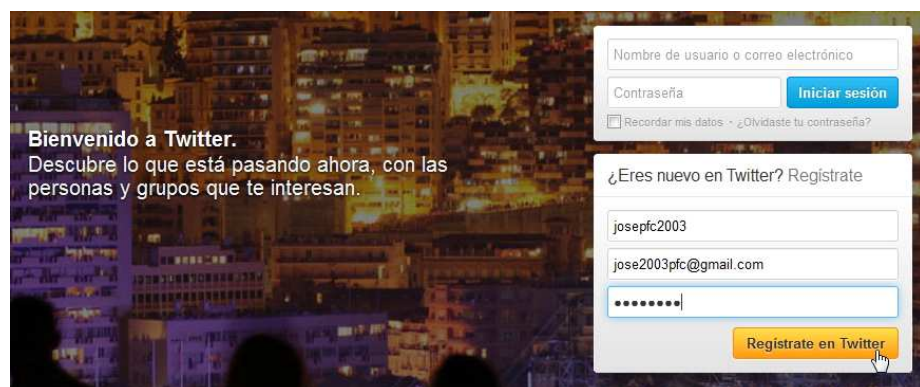 Nombre de usuario o correo electrónico
Contraseña
Iniciar sesión
Recordar mis datos · ¿Olvidaste tu contraseña?
Bienvenido a Twitter.
Descubre lo que está pasando ahora, con las
personas y grupos que te interesan.
¿Eres nuevo en Twitter? Regístrate
josepfc2003
jose2003pfc@gmail.com
••••••••
Regístrate en Twitter